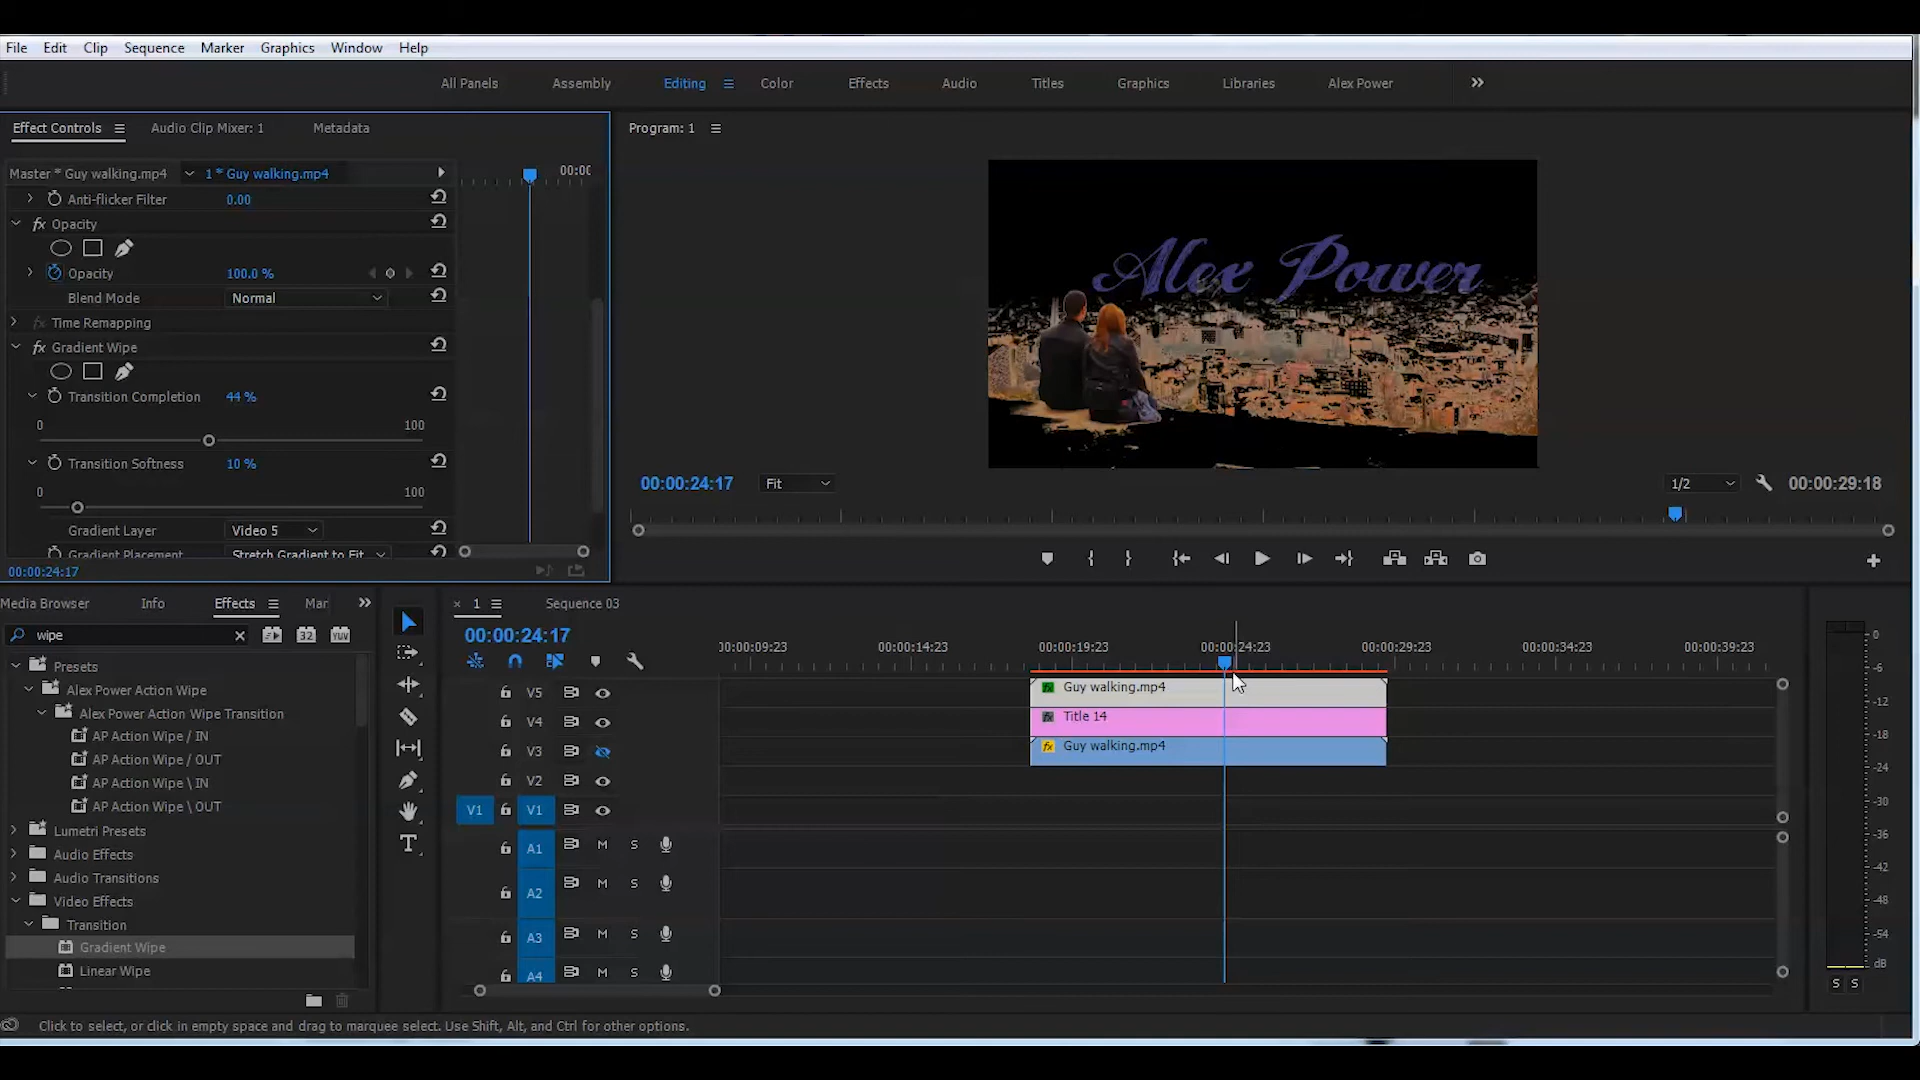 File Edit Clip Sequence Marker Graphics Window Help
All Panels Assembly Editing Color Effects Audio Titles Graphics Libraries Alex Power
Effect Controls Audio Clip Mixer: 1 Metadata
Program: 1
Master * Guy walking.mp4 1 * Guy walking.mp4
Anti-flicker Filter 0.00
fx Opacity
Opacity 100.0 %
Blend Mode Normal
fx Time Remapping
fx Gradient Wipe
Transition Completion 44 %
0 100
Transition Softness 10 %
0 100
Gradient Layer Video 5
Gradient Placement Stretch Gradient to Fit
00:00:24:17
Alex Power
00:00:24:17 Fit 1/2 00:00:29:18
Media Browser Info Effects
wipe 32 YUV
Presets
Alex Power Action Wipe
Alex Power Action Wipe Transition
AP Action Wipe / IN
AP Action Wipe / OUT
AP Action Wipe \ IN
AP Action Wipe \ OUT
Lumetri Presets
Audio Effects
Audio Transitions
Video Effects
Transition
Gradient Wipe
Linear Wipe
× 1 Sequence 03
00:00:24:17
00:00:14:23 00:00:19:23 00:00:24:23 00:00:29:23 00:00:34:23 00:00:39:23
V5 fx Guy walking.mp4
V4 fx Title 14
V3 fx Guy walking.mp4
V2
V1 V1
A1 M S
A2 M S
A3 M S
A4 M S
0
-6
-12
-18
-24
-30
-36
-42
-48
-54
dB
S S
Click to select, or click in empty space and drag to marquee select. Use Shift, Alt, and Ctrl for other options.